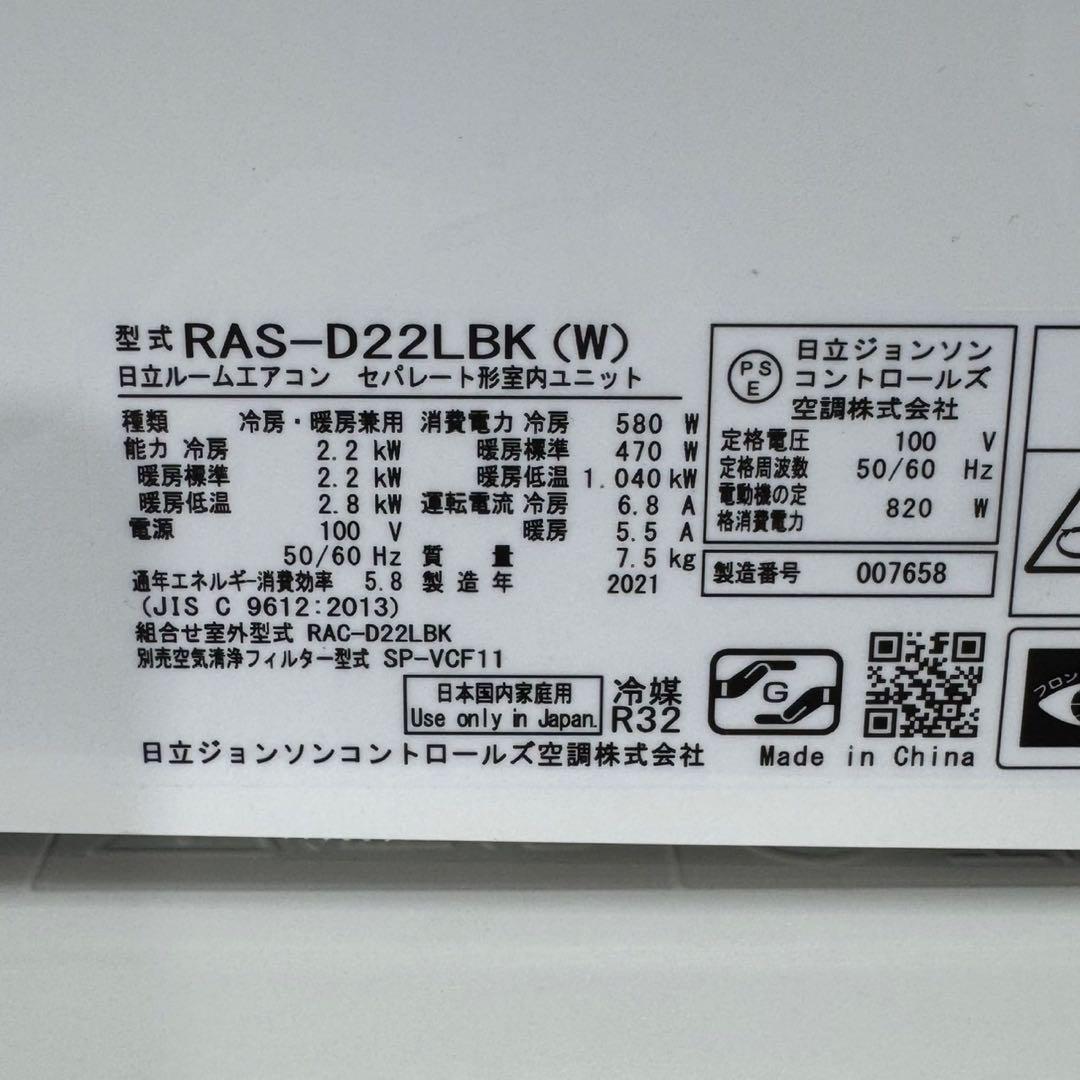 型式 RAS-D22LBK (W)
日立ルームエアコン セパレート形室内ユニット
種類 冷房・暖房兼用
能力 冷房 2.2 kW
暖房標準 2.2 kW
暖房低温 2.8 kW
電源 100 V
50/60 Hz
通年エネルギー消費効率 5.8
(JIS C 9612:2013)
組合せ室外型式 RAC-D22LBK
別売空気清浄フィルター型式 SP-VCF11
消費電力 冷房 580 W
暖房標準 470 W
暖房低温 1.040 kW
運転電流 冷房 6.8 A
暖房 5.5 A
質量 7.5 kg
製造年 2021
日本国内家庭用
Use only in Japan.
冷媒
R32
日立ジョンソンコントロールズ空調株式会社
PS
E
日立ジョンソン
コントロールズ
空調株式会社
定格電圧 100 V
定格周波数 50/60 Hz
電動機の定
格消費電力 820 W
製造番号 007658
G
Made in China
フロン